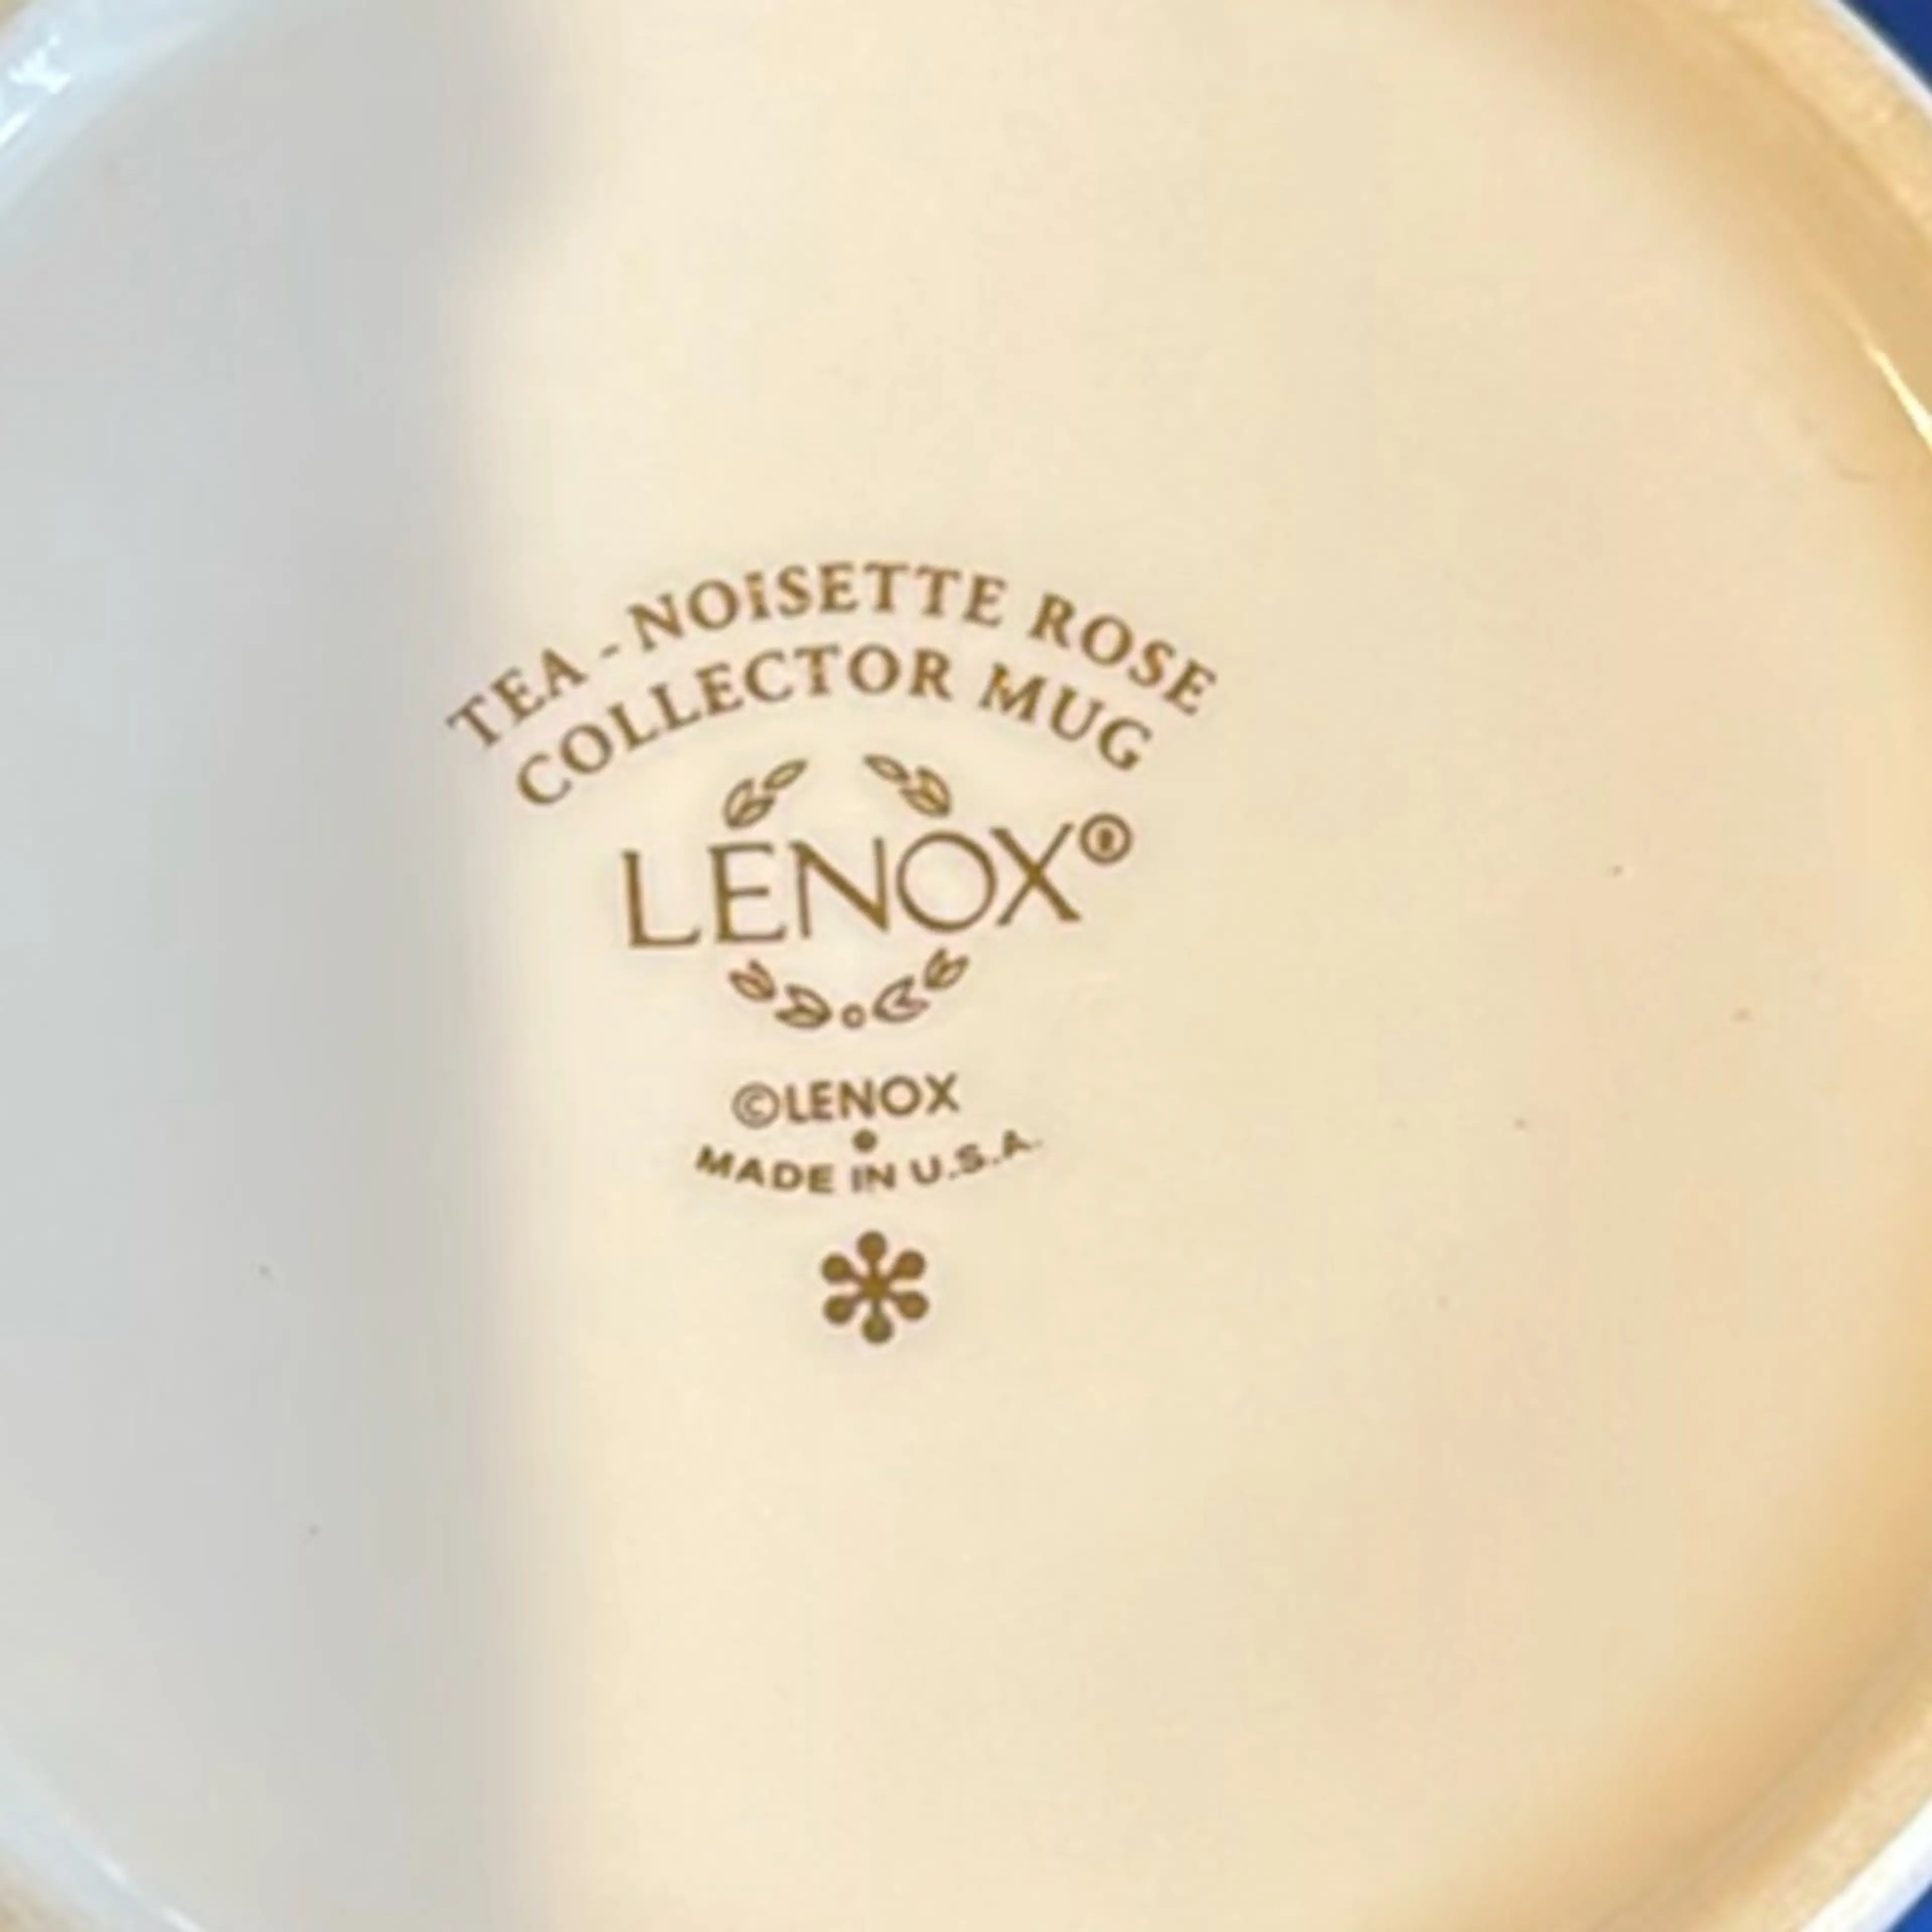 TEA-NOiSETTE ROSE
COLLECTOR MUG
LENOX®
©LENOX
MADE IN U.S.A.